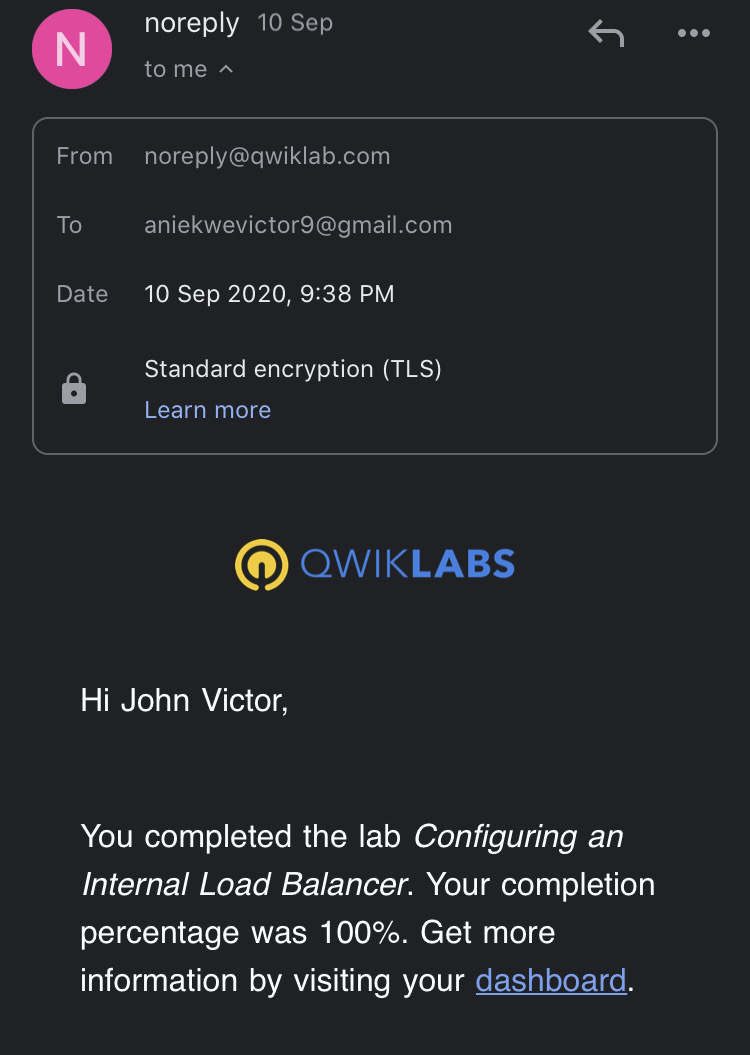 N
noreply 10 Sep
to me
From noreply@qwiklab.com
To aniekwevictor9@gmail.com
Date 10 Sep 2020, 9:38 PM
Standard encryption (TLS)
Learn more
QWIKLABS
Hi John Victor,
You completed the lab Configuring an
Internal Load Balancer. Your completion
percentage was 100%. Get more
information by visiting your dashboard.